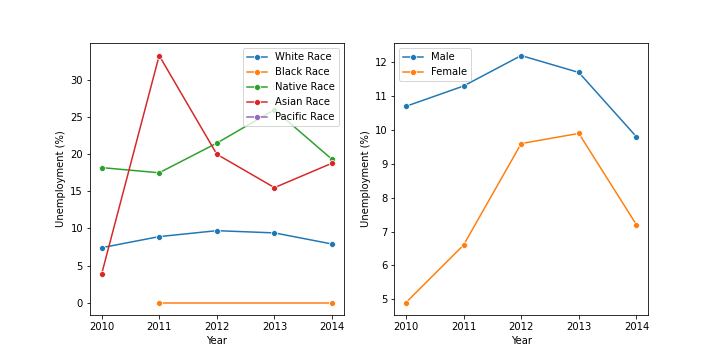 White Race
Black Race
Native Race
Asian Race
Pacific Race
Unemployment (%)
30
25
20
15
10
5
0
2010 2011 2012 2013 2014
Year
Male
Female
Unemployment (%)
12
11
10
9
8
7
6
5
2010 2011 2012 2013 2014
Year